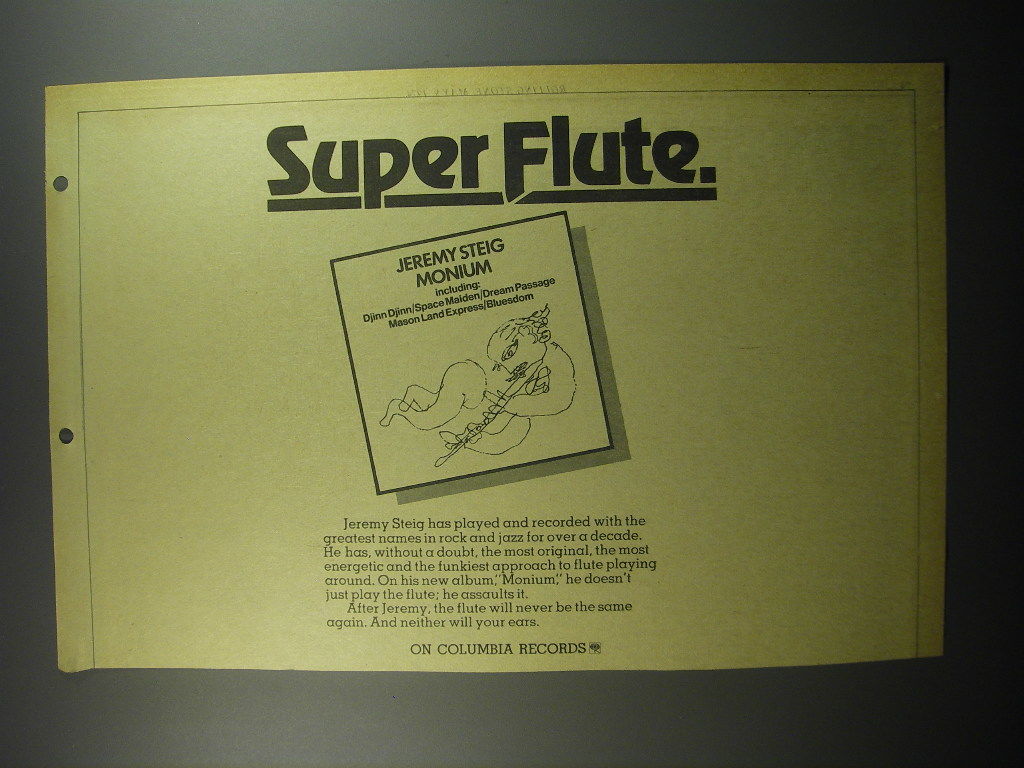 Super Flute.
JEREMY STEIG
MONIUM
including:
Djinn Djinn/Space Maiden/Dream Passage
Mason Land Express/Bluesdom
Jeremy Steig has played and recorded with the
greatest names in rock and jazz for over a decade.
He has, without a doubt, the most original, the most
energetic and the funkiest approach to flute playing
around. On his new album, "Monium," he doesn't
just play the flute; he assaults it.
After Jeremy, the flute will never be the same
again. And neither will your ears.
ON COLUMBIA RECORDS